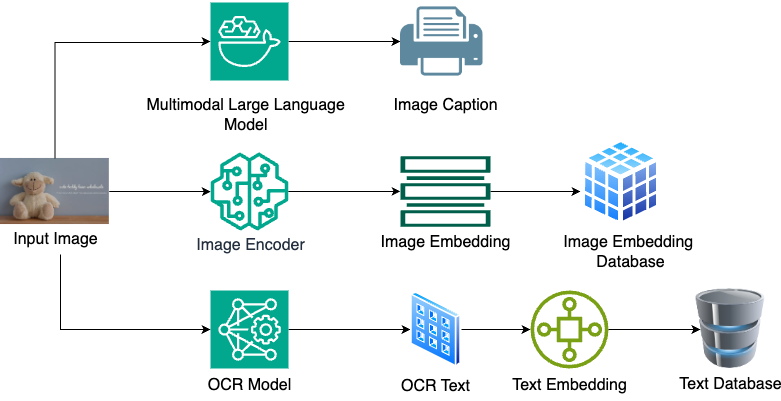 Multimodal Large Language
Model
Image Caption
Input Image
Image Encoder
Image Embedding
Image Embedding
Database
OCR Model
OCR Text
Text Embedding
Text Database